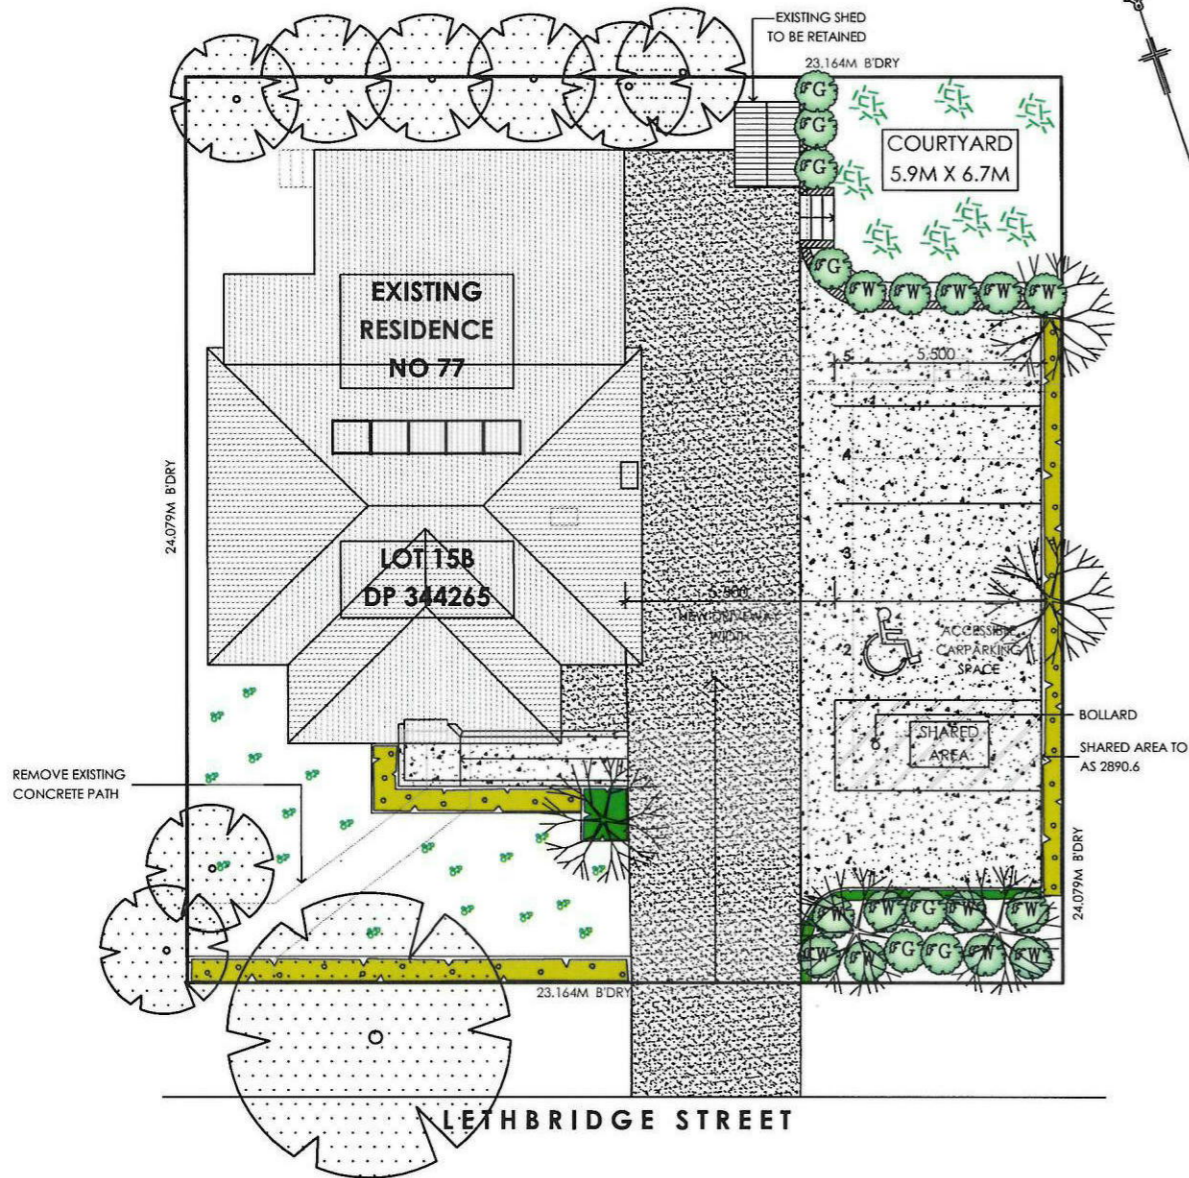 EXISTING SHED
TO BE RETAINED
23.164M B'DRY
G
G
G
COURTYARD
5.9M X 6.7M
G
W
W
W
W
W
EXISTING
RESIDENCE
NO 77
5
5,500
4
24.079M B'DRY
3
LOT 15B
DP 344265
WIDTH
2
ACCESSIBLE
CARPARKING
SPACE
BOLLARD
SHARED
AREA
SHARED AREA TO
AS 2890.6
REMOVE EXISTING
CONCRETE PATH
1
24.079M B'DRY
W
W
G
W
W
W
W
G
G
W
W
23.164M B'DRY
LETHBRIDGE STREET